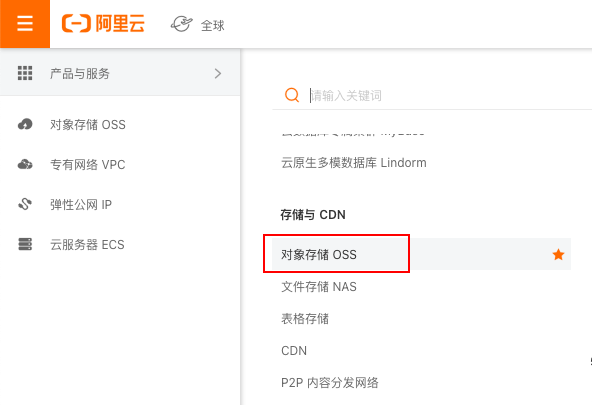 阿里云
全球
产品与服务
对象存储 OSS
专有网络 VPC
弹性公网 IP
云服务器 ECS
请输入关键词
云原生多模数据库 Lindorm
存储与 CDN
对象存储 OSS
文件存储 NAS
表格存储
CDN
P2P 内容分发网络